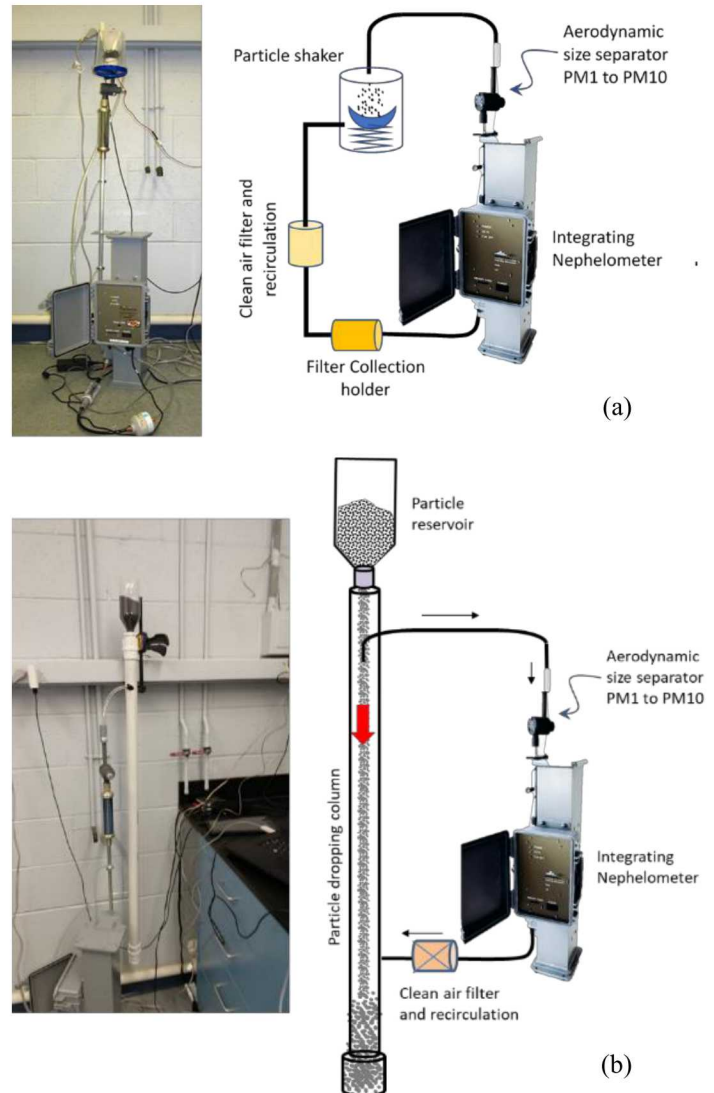 Particle shaker
Aerodynamic
size separator
PM1 to PM10
Clean air filter and
recirculation
Integrating
Nephelometer
Filter Collection
holder
(a)
Particle
reservoir
Aerodynamic
size separator
PM1 to PM10
Particle dropping column
Integrating
Nephelometer
Clean air filter
and recirculation
(b)